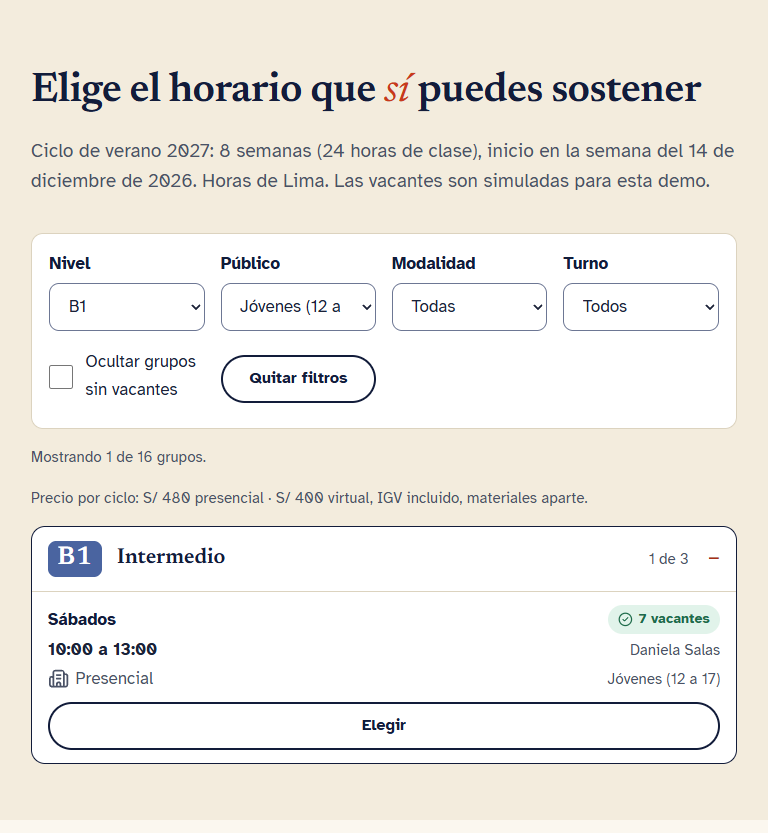 Elige el horario que sí puedes sostener
Ciclo de verano 2027: 8 semanas (24 horas de clase), inicio en la semana del 14 de
diciembre de 2026. Horas de Lima. Las vacantes son simuladas para esta demo.
Nivel
Público
Modalidad
Turno
B1
Jóvenes (12 a
Todas
Todos
Ocultar grupos
sin vacantes
Quitar filtros
Mostrando 1 de 16 grupos.
Precio por ciclo: S/ 480 presencial · S/ 400 virtual, IGV incluido, materiales aparte.
B1
Intermedio
1 de 3
–
Sábados
7 vacantes
10:00 a 13:00
Daniela Salas
Presencial
Jóvenes (12 a 17)
Elegir